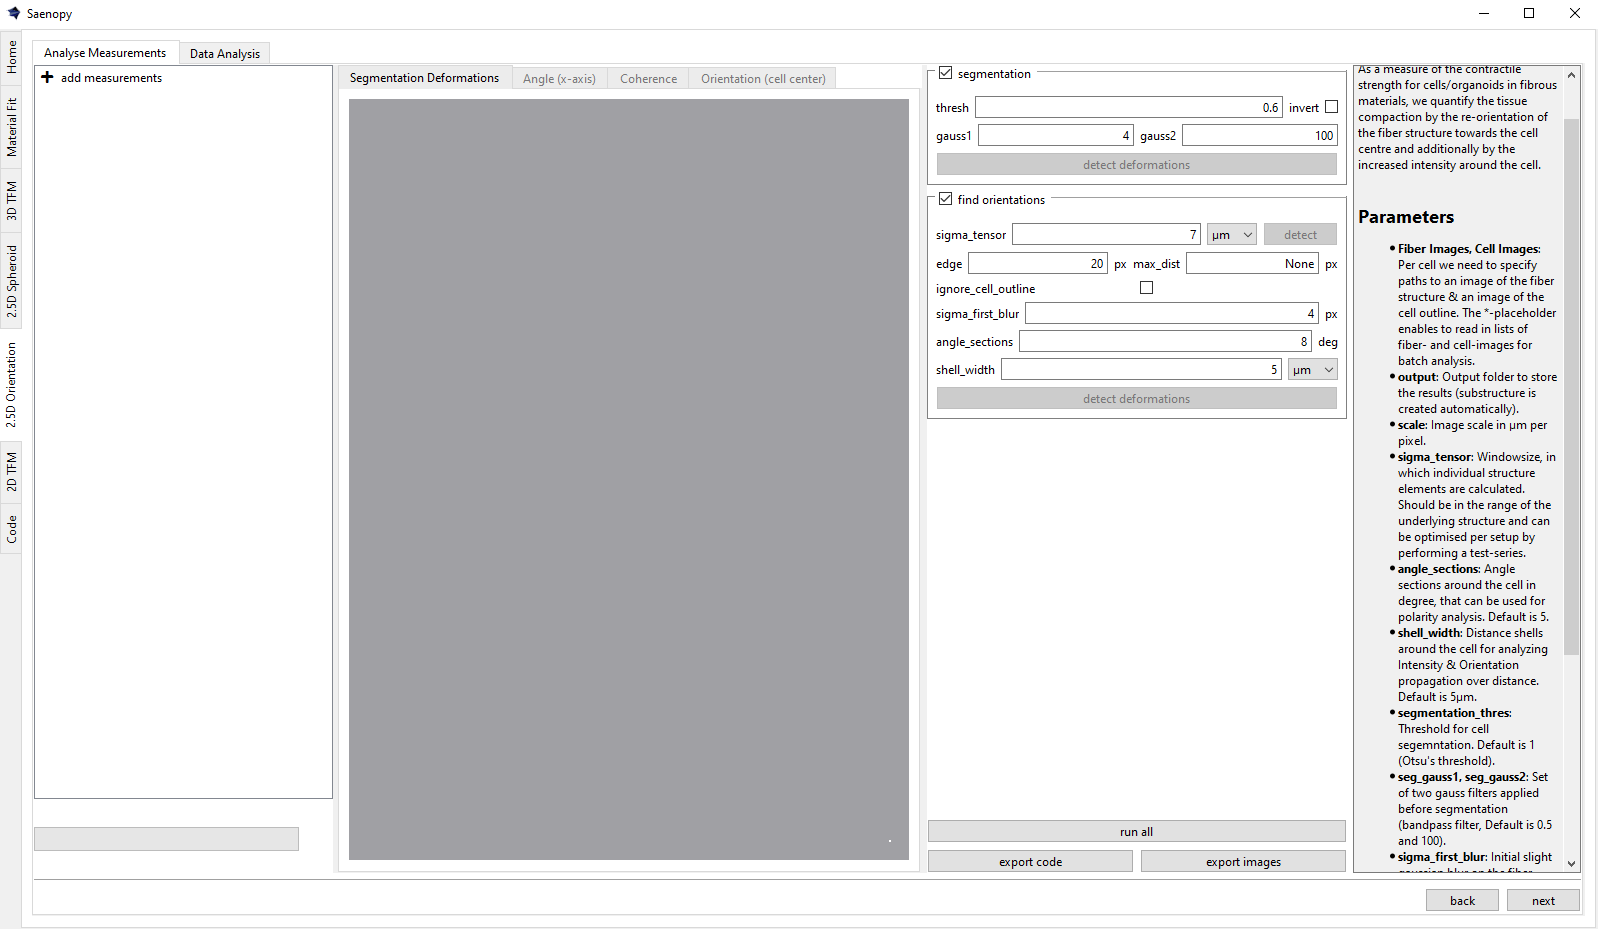 Saenopy
Home
Material Fit
3D TFM
2.5D Spheroid
2.5D Orientation
2D TFM
Code
Analyse Measurements
Data Analysis
add measurements
Segmentation Deformations
Angle (x-axis)
Coherence
Orientation (cell center)
segmentation
thresh 0.6 invert
gauss1 4 gauss2 100
detect deformations
find orientations
sigma_tensor 7 µm detect
edge 20 px max_dist None px
ignore_cell_outline
sigma_first_blur 4 px
angle_sections 8 deg
shell_width 5 µm
detect deformations
run all
export code
export images
As a measure of the contractile
strength for cells/organoids in fibrous
materials, we quantify the tissue
compaction by the re-orientation of
the fiber structure towards the cell
centre and additionally by the
increased intensity around the cell.
Parameters
• Fiber Images, Cell Images:
Per cell we need to specify
paths to an image of the fiber
structure & an image of the
cell outline. The *-placeholder
enables to read in lists of
fiber- and cell-images for
batch analysis.
• output: Output folder to store
the results (substructure is
created automatically).
• scale: Image scale in µm per
pixel.
• sigma_tensor: Windowsize, in
which individual structure
elements are calculated.
Should be in the range of the
underlying structure and can
be optimised per setup by
performing a test-series.
• angle_sections: Angle
sections around the cell in
degree, that can be used for
polarity analysis. Default is 5.
• shell_width: Distance shells
around the cell for analyzing
Intensity & Orientation
propagation over distance.
Default is 5µm.
• segmentation_thres:
Threshold for cell
segemntation. Default is 1
(Otsu's threshold).
• seg_gauss1, seg_gauss2: Set
of two gauss filters applied
before segmentation
(bandpass filter, Default is 0.5
and 100).
• sigma_first_blur: Initial slight
gaussian blur on the fiber
back
next